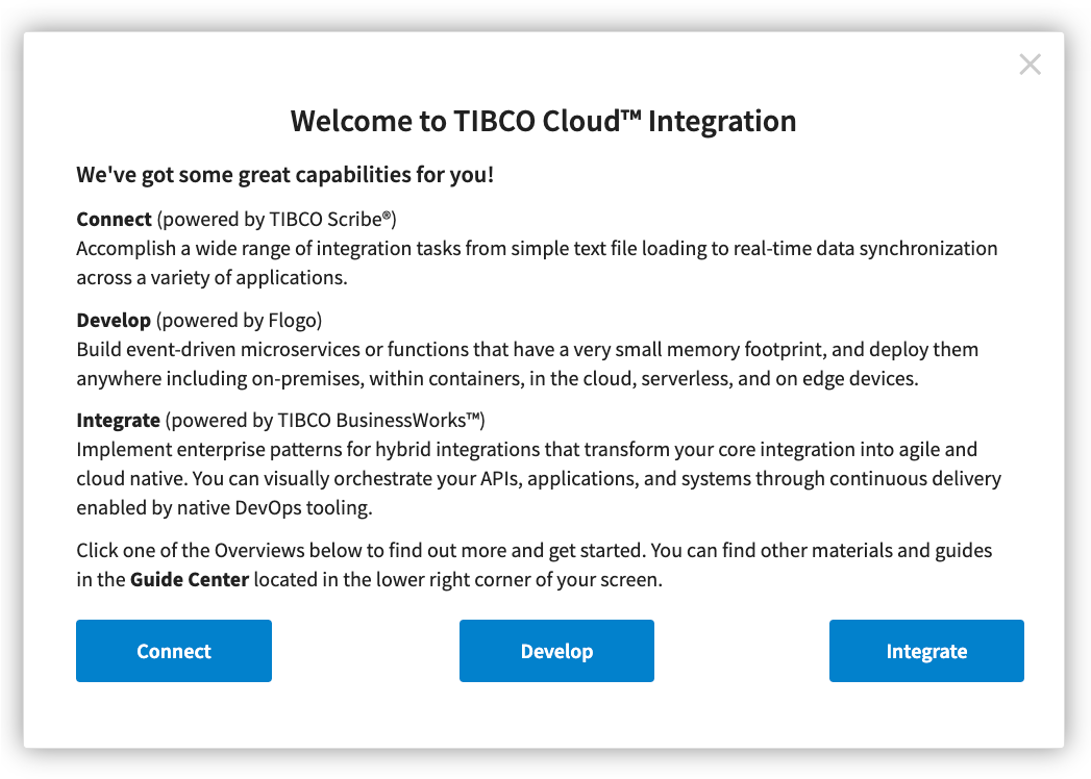 Welcome to TIBCO Cloud™ Integration
We've got some great capabilities for you!
Connect (powered by TIBCO Scribe®)
Accomplish a wide range of integration tasks from simple text file loading to real-time data synchronization
across a variety of applications.
Develop (powered by Flogo)
Build event-driven microservices or functions that have a very small memory footprint, and deploy them
anywhere including on-premises, within containers, in the cloud, serverless, and on edge devices.
Integrate (powered by TIBCO BusinessWorks™)
Implement enterprise patterns for hybrid integrations that transform your core integration into agile and
cloud native. You can visually orchestrate your APIs, applications, and systems through continuous delivery
enabled by native DevOps tooling.
Click one of the Overviews below to find out more and get started. You can find other materials and guides
in the Guide Center located in the lower right corner of your screen.
Connect
Develop
Integrate